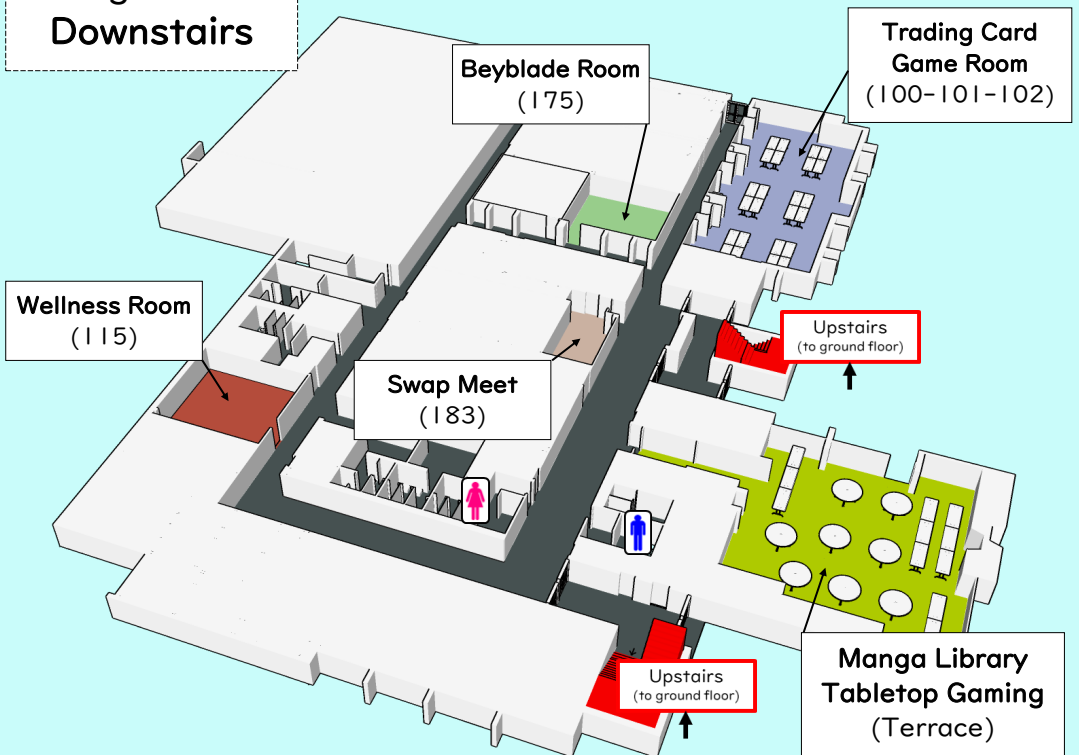 Downstairs
Beyblade Room
(175)
Trading Card
Game Room
(100-101-102)
Wellness Room
(115)
Upstairs
(to ground floor)
Swap Meet
(183)
Upstairs
(to ground floor)
Manga Library
Tabletop Gaming
(Terrace)